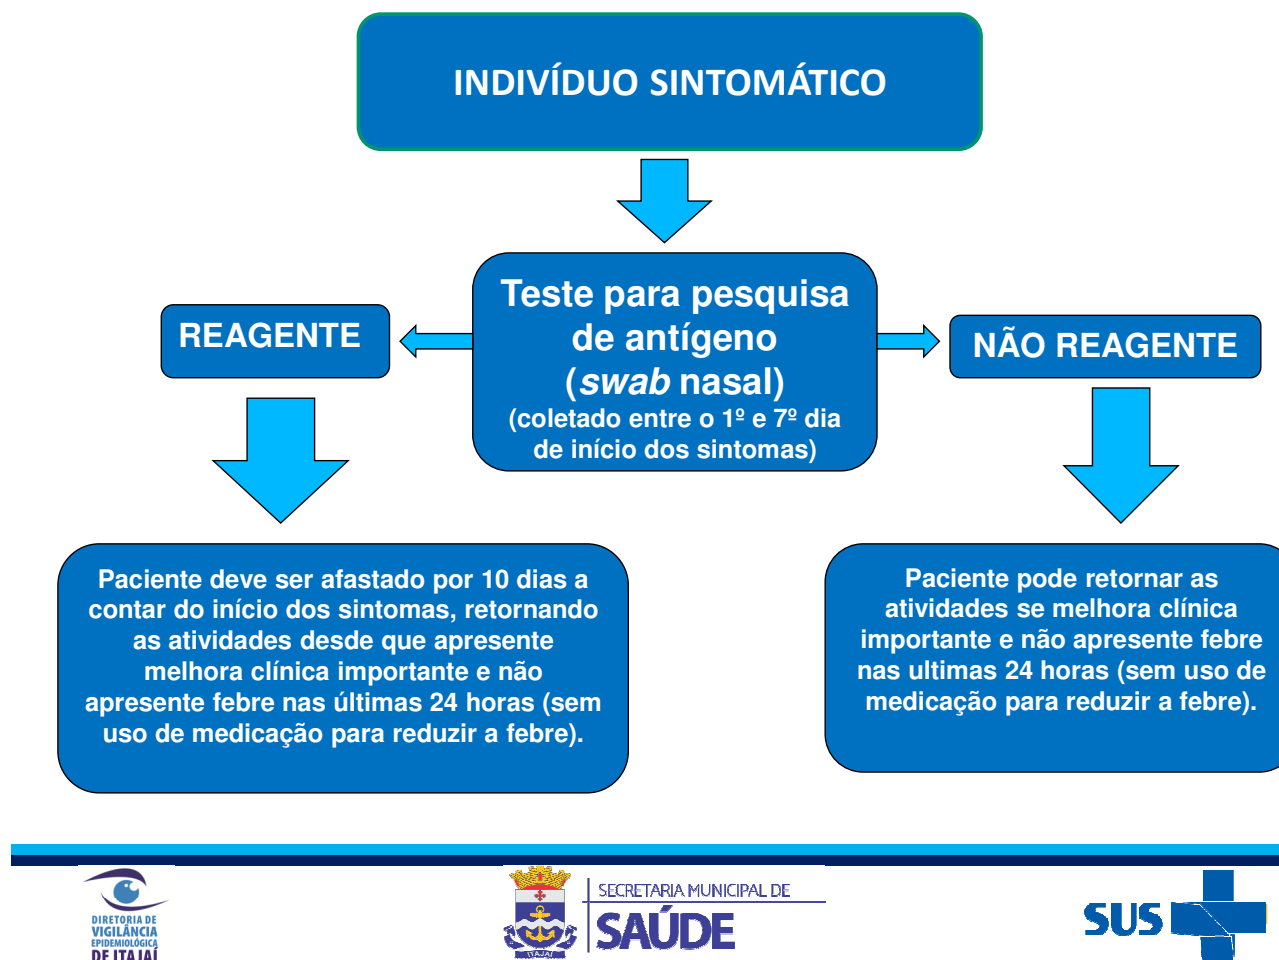 INDIVÍDUO SINTOMÁTICO
Teste para pesquisa
de antígeno
(swab nasal)
(coletado entre o 1º e 7º dia
de início dos sintomas)
REAGENTE
NÃO REAGENTE
Paciente deve ser afastado por 10 dias a
contar do início dos sintomas, retornando
as atividades desde que apresente
melhora clínica importante e não
apresente febre nas últimas 24 horas (sem
uso de medicação para reduzir a febre).
Paciente pode retornar as
atividades se melhora clínica
importante e não apresente febre
nas ultimas 24 horas (sem uso de
medicação para reduzir a febre).
DIRETORIA DE
VIGILÂNCIA
EPIDEMIOLÓGICA
DE ITAJAÍ
ITAJAÍ
SECRETARIA MUNICIPAL DE
SAÚDE
SUS